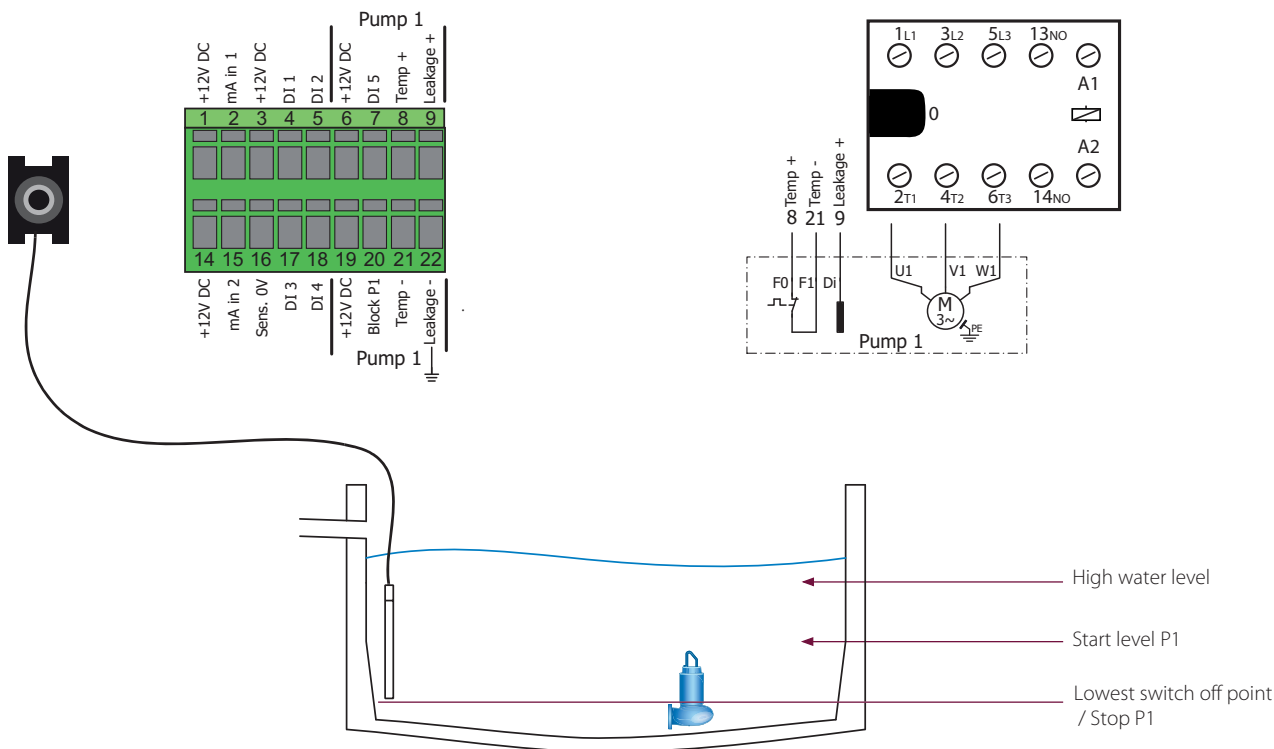 Pump 1
+12V DC
mA in 1
+12V DC
DI 1
DI 2
+12V DC
DI 5
Temp +
Leakage +
1 2 3 4 5 6 7 8 9
14 15 16 17 18 19 20 21 22
+12V DC
mA in 2
Sens. 0V
DI 3
DI 4
+12V DC
Block P1
Temp -
Leakage-
Pump 1
1L1 3L2 5L3 13NO
A1
0
A2
2T1 4T2 6T3 14NO
Temp +
Temp -
Leakage +
8 21 9
U1 V1 W1
F0 F1 Di
M
3~
PE
Pump 1
High water level
Start level P1
Lowest switch off point
/ Stop P1